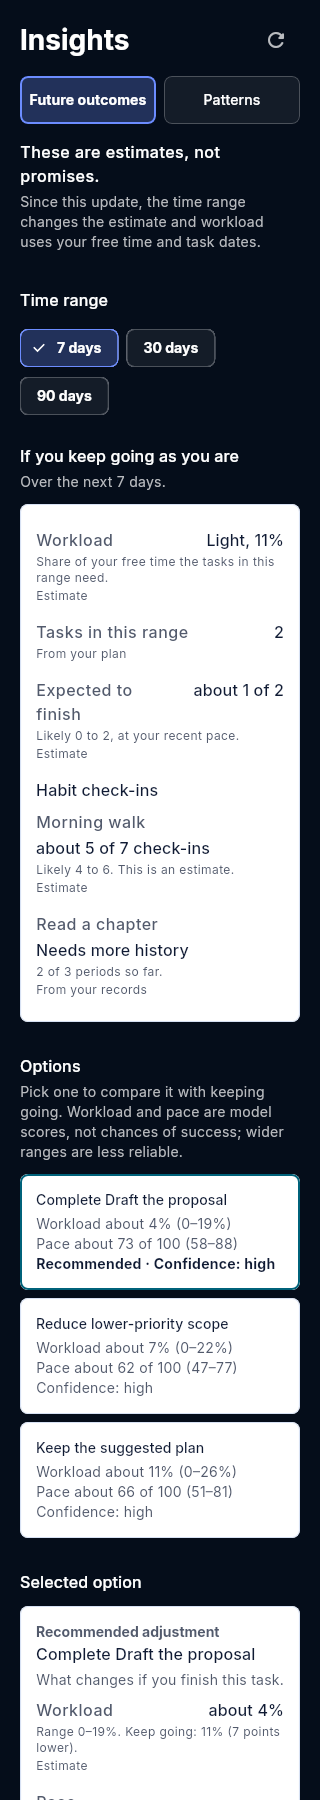 Insights
Future outcomes
Patterns
These are estimates, not
promises.
Since this update, the time range
changes the estimate and workload
uses your free time and task dates.
Time range
7 days
30 days
90 days
If you keep going as you are
Over the next 7 days.
Workload
Light, 11%
Share of your free time the tasks in this
range need.
Estimate
Tasks in this range
2
From your plan
Expected to
finish
about 1 of 2
Likely 0 to 2, at your recent pace.
Estimate
Habit check-ins
Morning walk
about 5 of 7 check-ins
Likely 4 to 6. This is an estimate.
Estimate
Read a chapter
Needs more history
2 of 3 periods so far.
From your records
Options
Pick one to compare it with keeping
going. Workload and pace are model
scores, not chances of success; wider
ranges are less reliable.
Complete Draft the proposal
Workload about 4% (0–19%)
Pace about 73 of 100 (58–88)
Recommended · Confidence: high
Reduce lower-priority scope
Workload about 7% (0–22%)
Pace about 62 of 100 (47–77)
Confidence: high
Keep the suggested plan
Workload about 11% (0–26%)
Pace about 66 of 100 (51–81)
Confidence: high
Selected option
Recommended adjustment
Complete Draft the proposal
What changes if you finish this task.
Workload
about 4%
Range 0–19%. Keep going: 11% (7 points
lower).
Estimate